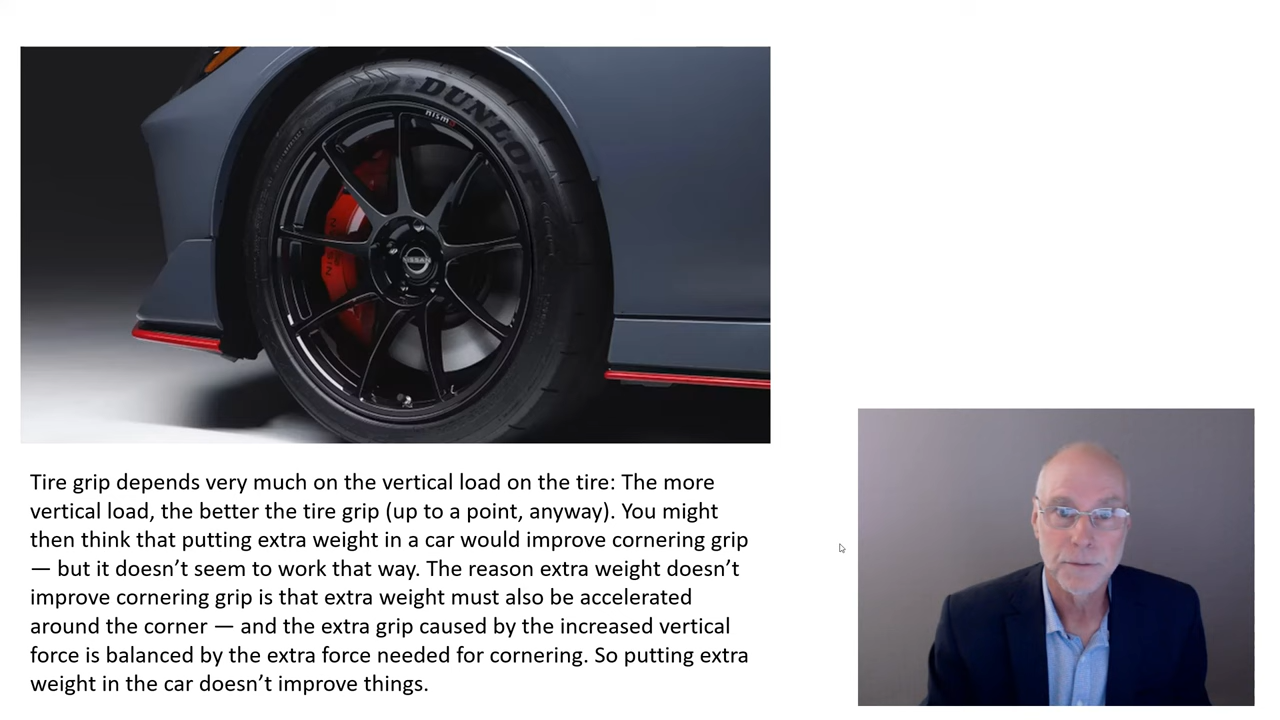 DUNLOP
nismo
NISSAN
Tire grip depends very much on the vertical load on the tire: The more
vertical load, the better the tire grip (up to a point, anyway). You might
then think that putting extra weight in a car would improve cornering grip
— but it doesn’t seem to work that way. The reason extra weight doesn’t
improve cornering grip is that extra weight must also be accelerated
around the corner — and the extra grip caused by the increased vertical
force is balanced by the extra force needed for cornering. So putting extra
weight in the car doesn’t improve things.